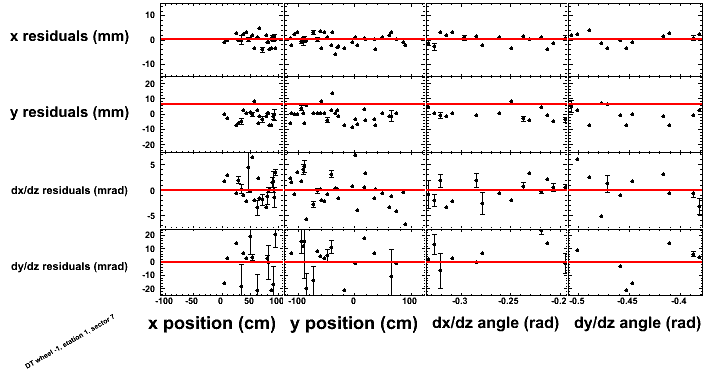 x residuals (mm)
10
0
-10
y residuals (mm)
20
10
0
-10
-20
dx/dz residuals (mrad)
5
0
-5
dy/dz residuals (mrad)
20
10
0
-10
-20
-100 -50 0 50 100 -100 0 100 -0.3 -0.25 -0.2 -0.5 -0.45 -0.4
x position (cm) y position (cm) dx/dz angle (rad) dy/dz angle (rad)
DT wheel -1, station 1, sector 7